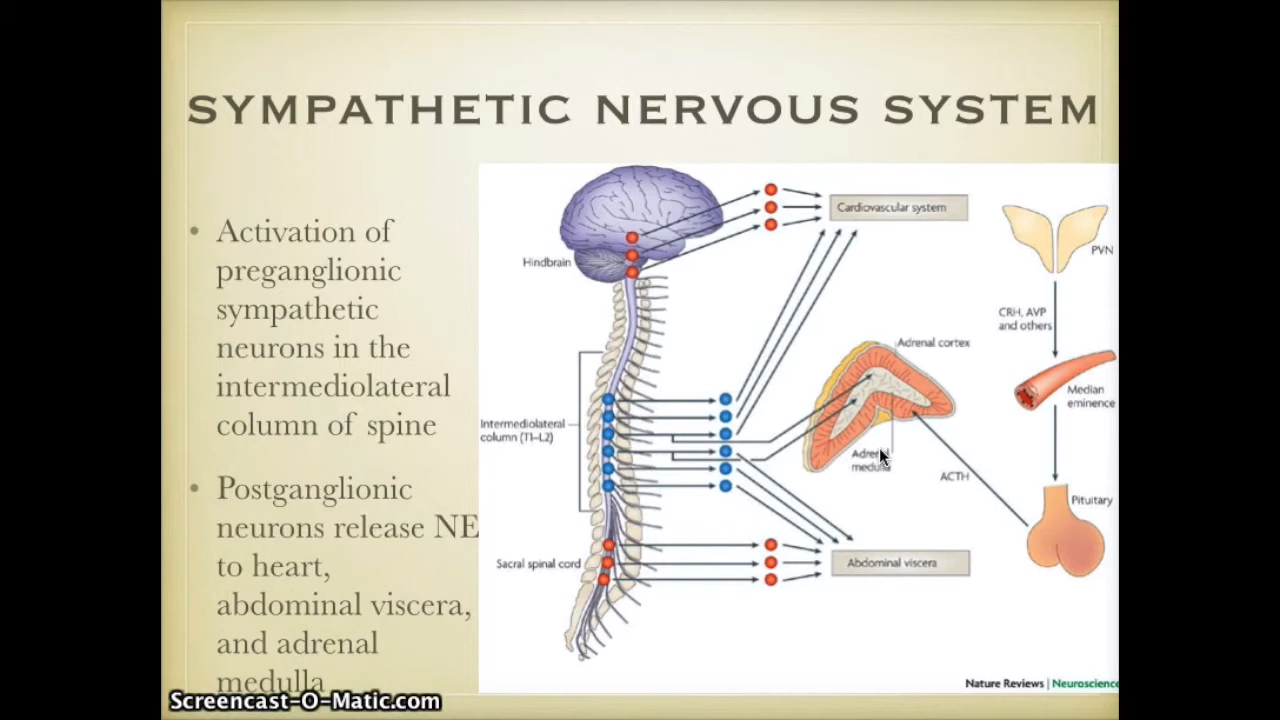 SYMPATHETIC NERVOUS SYSTEM
• Activation of
preganglionic
sympathetic
neurons in the
intermediolateral
column of spine
• Postganglionic
neurons release NE
to heart,
abdominal viscera,
and adrenal
medulla
Hindbrain
Intermediolateral
column (T1–L2)
Sacral spinal cord
Cardiovascular system
Adrenal cortex
Adrenal
medulla
ACTH
Abdominal viscera
PVN
CRH, AVP
and others
Median
eminence
Pituitary
Nature Reviews | Neuroscience
Screencast-O-Matic.com